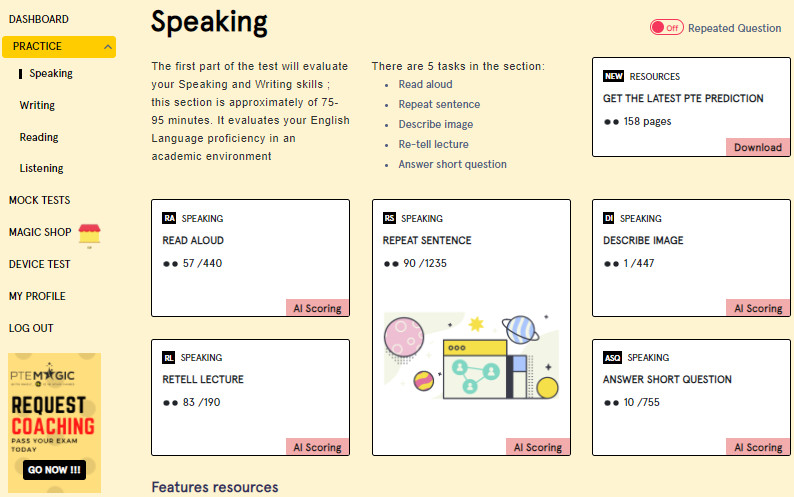 DASHBOARD
PRACTICE
Speaking
Writing
Reading
Listening
MOCK TESTS
MAGIC SHOP
DEVICE TEST
MY PROFILE
LOG OUT
PTEMAGIC
REQUEST
COACHING
PASS YOUR EXAM
TODAY
GO NOW !!!
Speaking
Off Repeated Question
The first part of the test will evaluate
your Speaking and Writing skills ;
this section is approximately of 75-
95 minutes. It evaluates your English
Language proficiency in an
academic environment
There are 5 tasks in the section:
• Read aloud
• Repeat sentence
• Describe image
• Re-tell lecture
• Answer short question
NEW RESOURCES
GET THE LATEST PTE PREDICTION
158 pages
Download
RA SPEAKING
READ ALOUD
57 /440
AI Scoring
RS SPEAKING
REPEAT SENTENCE
90 /1235
AI Scoring
DI SPEAKING
DESCRIBE IMAGE
1 /447
AI Scoring
RL SPEAKING
RETELL LECTURE
83 /190
AI Scoring
ASQ SPEAKING
ANSWER SHORT QUESTION
10 /755
AI Scoring
Features resources